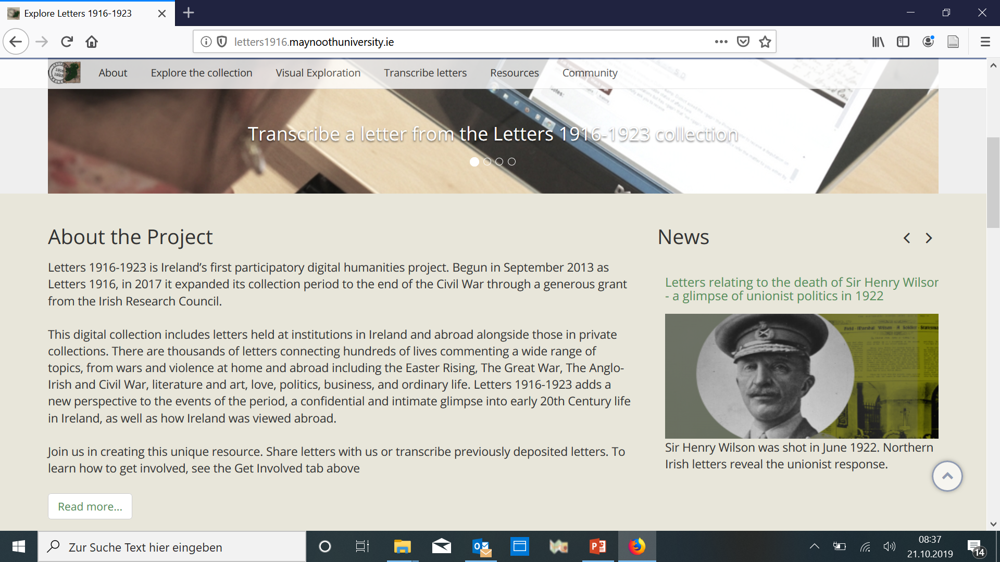 Explore Letters 1916-1923
letters1916.maynoothuniversity.ie
About Explore the collection Visual Exploration Transcribe letters Resources Community
Notes:
Transcribe a letter from the Letters 1916-1923 collection
About the Project
Letters 1916-1923 is Ireland’s first participatory digital humanities project. Begun in September 2013 as
Letters 1916, in 2017 it expanded its collection period to the end of the Civil War through a generous grant
from the Irish Research Council.
This digital collection includes letters held at institutions in Ireland and abroad alongside those in private
collections. There are thousands of letters connecting hundreds of lives commenting a wide range of
topics, from wars and violence at home and abroad including the Easter Rising, The Great War, The Anglo-
Irish and Civil War, literature and art, love, politics, business, and ordinary life. Letters 1916-1923 adds a
new perspective to the events of the period, a confidential and intimate glimpse into early 20th Century life
in Ireland, as well as how Ireland was viewed abroad.
Join us in creating this unique resource. Share letters with us or transcribe previously deposited letters. To
learn how to get involved, see the Get Involved tab above
Read more...
News
Letters relating to the death of Sir Henry Wilson
- a glimpse of unionist politics in 1922
Sir Henry Wilson was shot in June 1922. Northern
Irish letters reveal the unionist response.
Zur Suche Text hier eingeben
08:37
21.10.2019
14